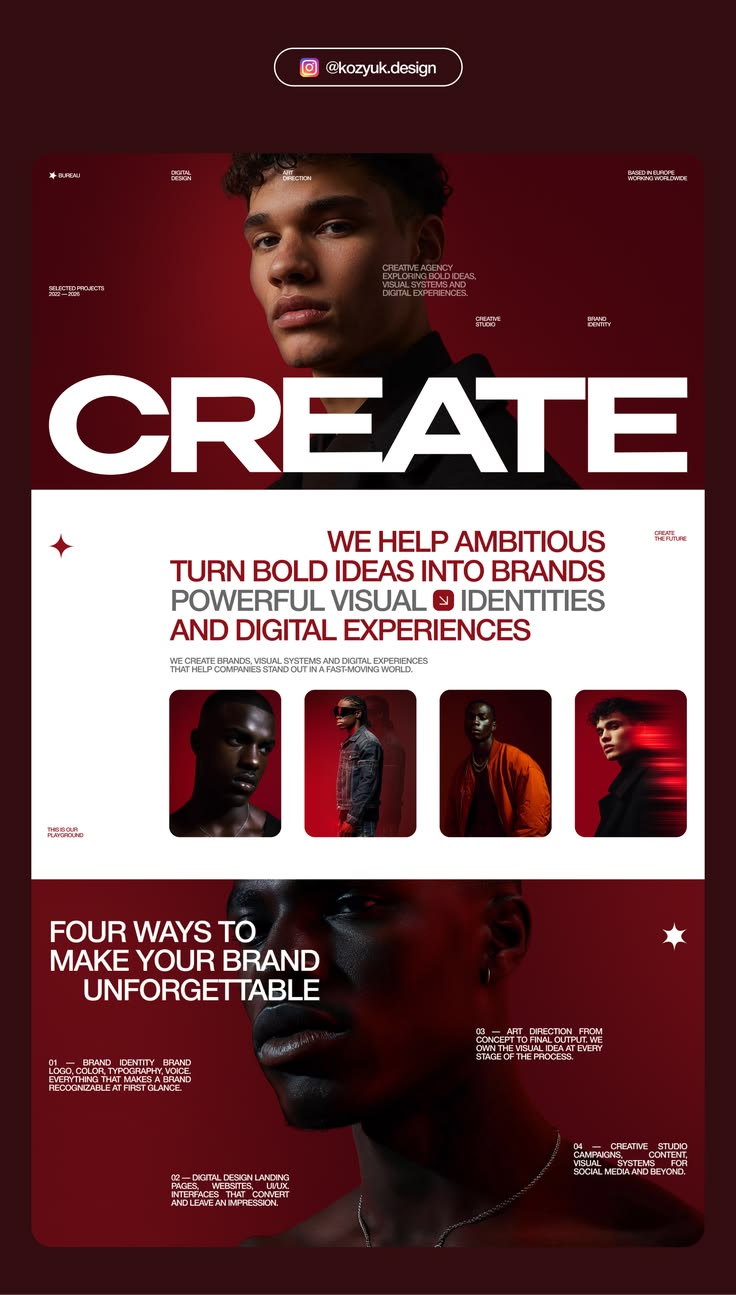 @kozyuk.design
BUREAU
DIGITAL
DESIGN
ART
DIRECTION
BASED IN EUROPE
WORKING WORLDWIDE
CREATIVE AGENCY
EXPLORING BOLD IDEAS,
VISUAL SYSTEMS AND
DIGITAL EXPERIENCES.
SELECTED PROJECTS
2022 — 2026
CREATIVE
STUDIO
BRAND
IDENTITY
CREATE
WE HELP AMBITIOUS
TURN BOLD IDEAS INTO BRANDS
POWERFUL VISUAL IDENTITIES
AND DIGITAL EXPERIENCES
CREATE
THE FUTURE
WE CREATE BRANDS, VISUAL SYSTEMS AND DIGITAL EXPERIENCES
THAT HELP COMPANIES STAND OUT IN A FAST-MOVING WORLD.
THIS IS OUR
PLAYGROUND
FOUR WAYS TO
MAKE YOUR BRAND
UNFORGETTABLE
01 — BRAND IDENTITY BRAND
LOGO, COLOR, TYPOGRAPHY, VOICE.
EVERYTHING THAT MAKES A BRAND
RECOGNIZABLE AT FIRST GLANCE.
02 — DIGITAL DESIGN LANDING
PAGES, WEBSITES, UI/UX.
INTERFACES THAT CONVERT
AND LEAVE AN IMPRESSION.
03 — ART DIRECTION FROM
CONCEPT TO FINAL OUTPUT. WE
OWN THE VISUAL IDEA AT EVERY
STAGE OF THE PROCESS.
04 — CREATIVE STUDIO
CAMPAIGNS, CONTENT,
VISUAL SYSTEMS FOR
SOCIAL MEDIA AND BEYOND.